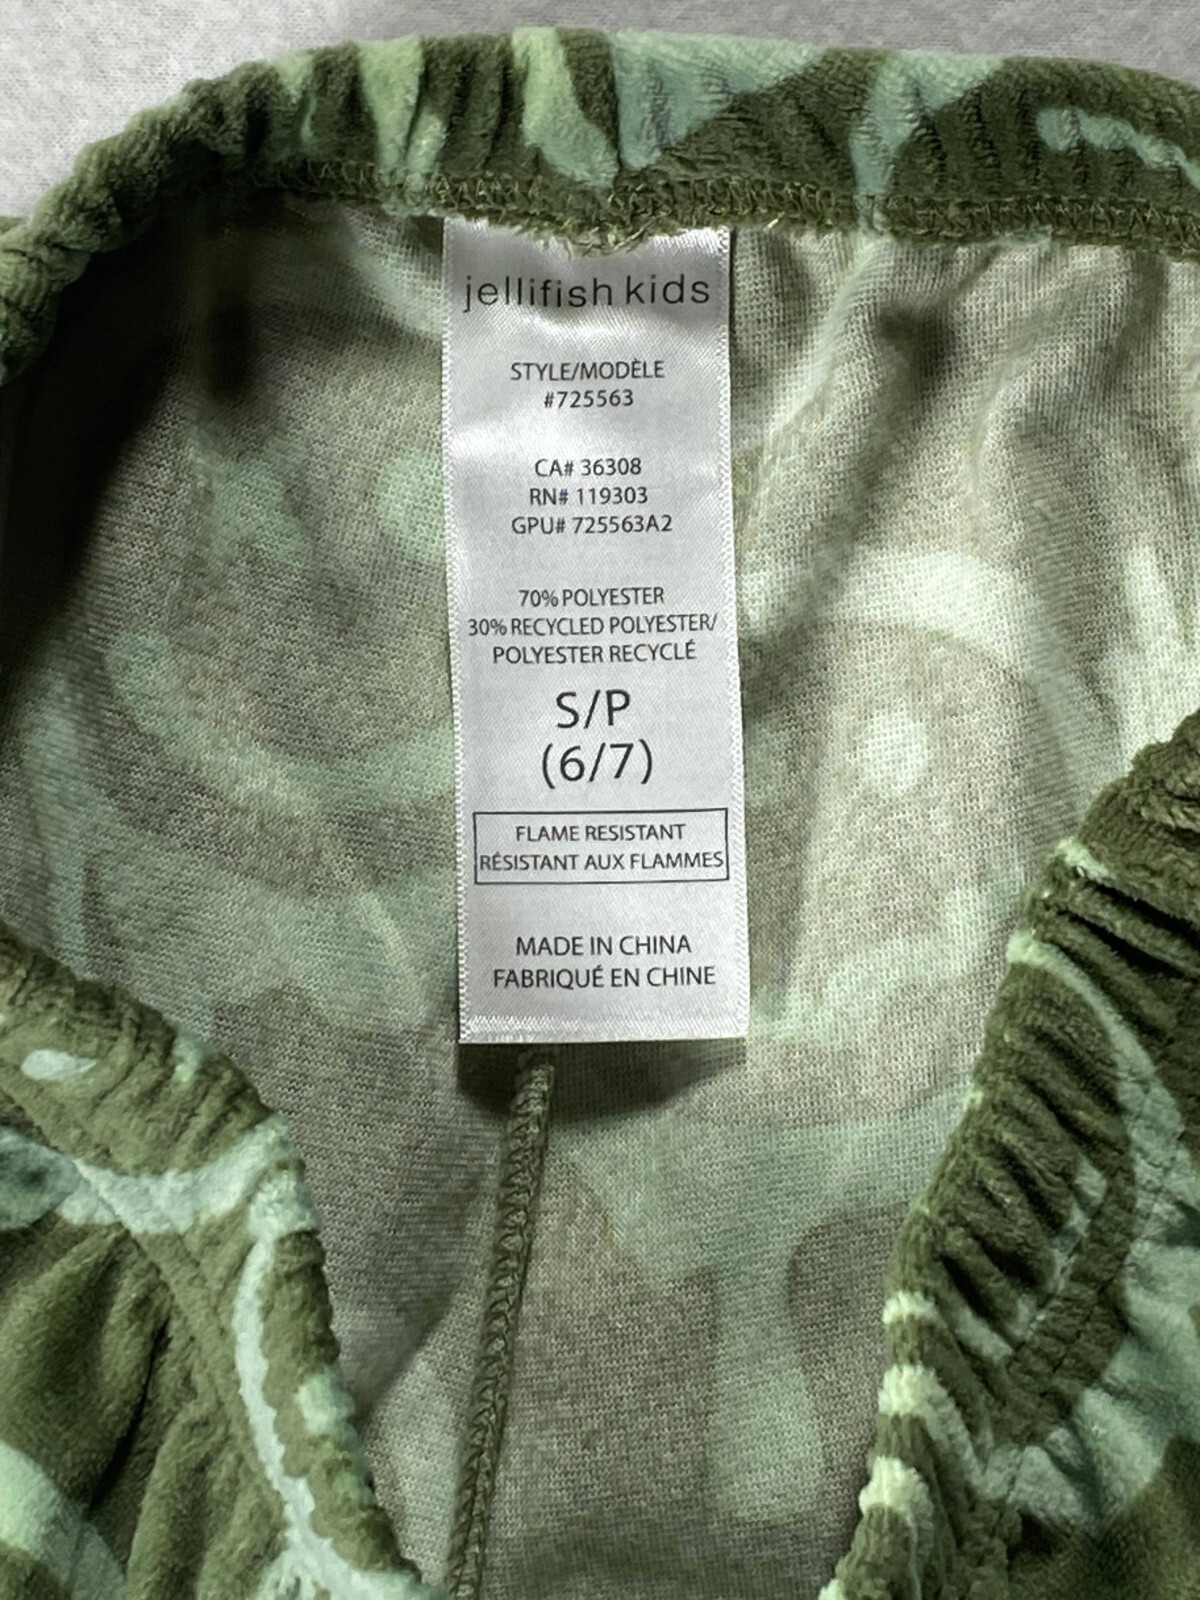 jellifish kids
STYLE/MODÈLE
#725563
CA# 36308
RN# 119303
GPU# 725563A2
70% POLYESTER
30% RECYCLED POLYESTER/
POLYESTER RECYCLÉ
S/P
(6/7)
FLAME RESISTANT
RÉSISTANT AUX FLAMMES
MADE IN CHINA
FABRIQUÉ EN CHINE